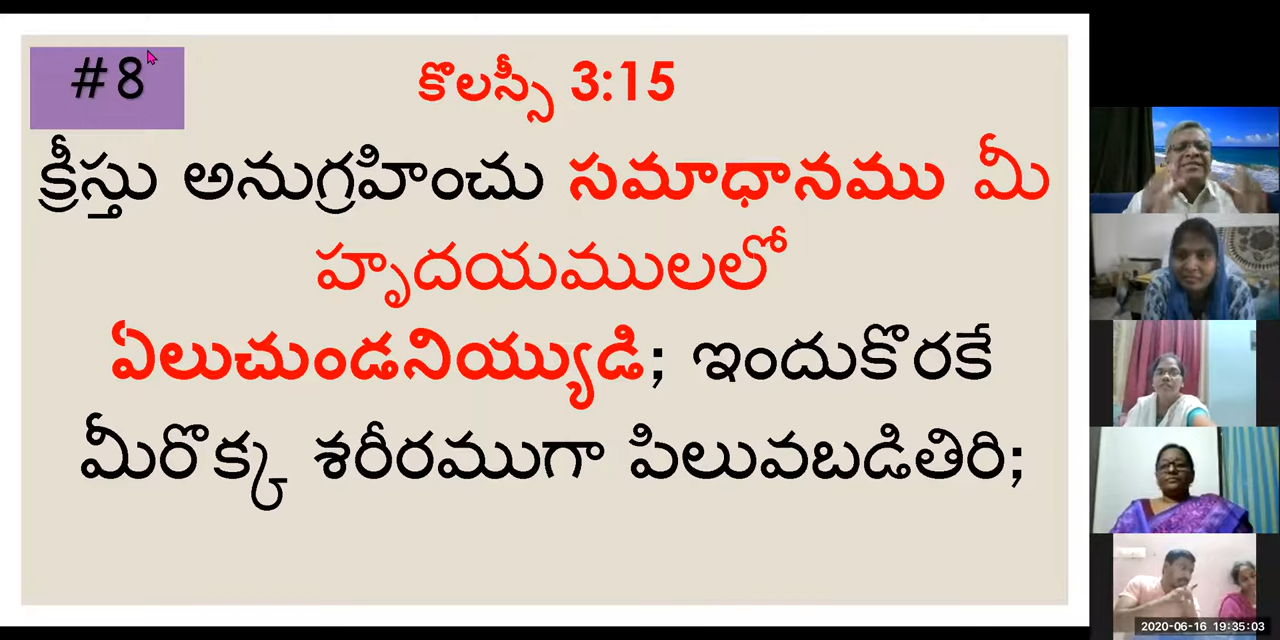 #8
కొలస్సీ 3:15
క్రీస్తు అనుగ్రహించు సమాధానము మీ
హృదయములలో
ఏలుచుండనియ్యుడి; ఇందుకొరకే
మీరొక్క శరీరముగా పిలువబడితిరి;
2020-06-16 19:35:03